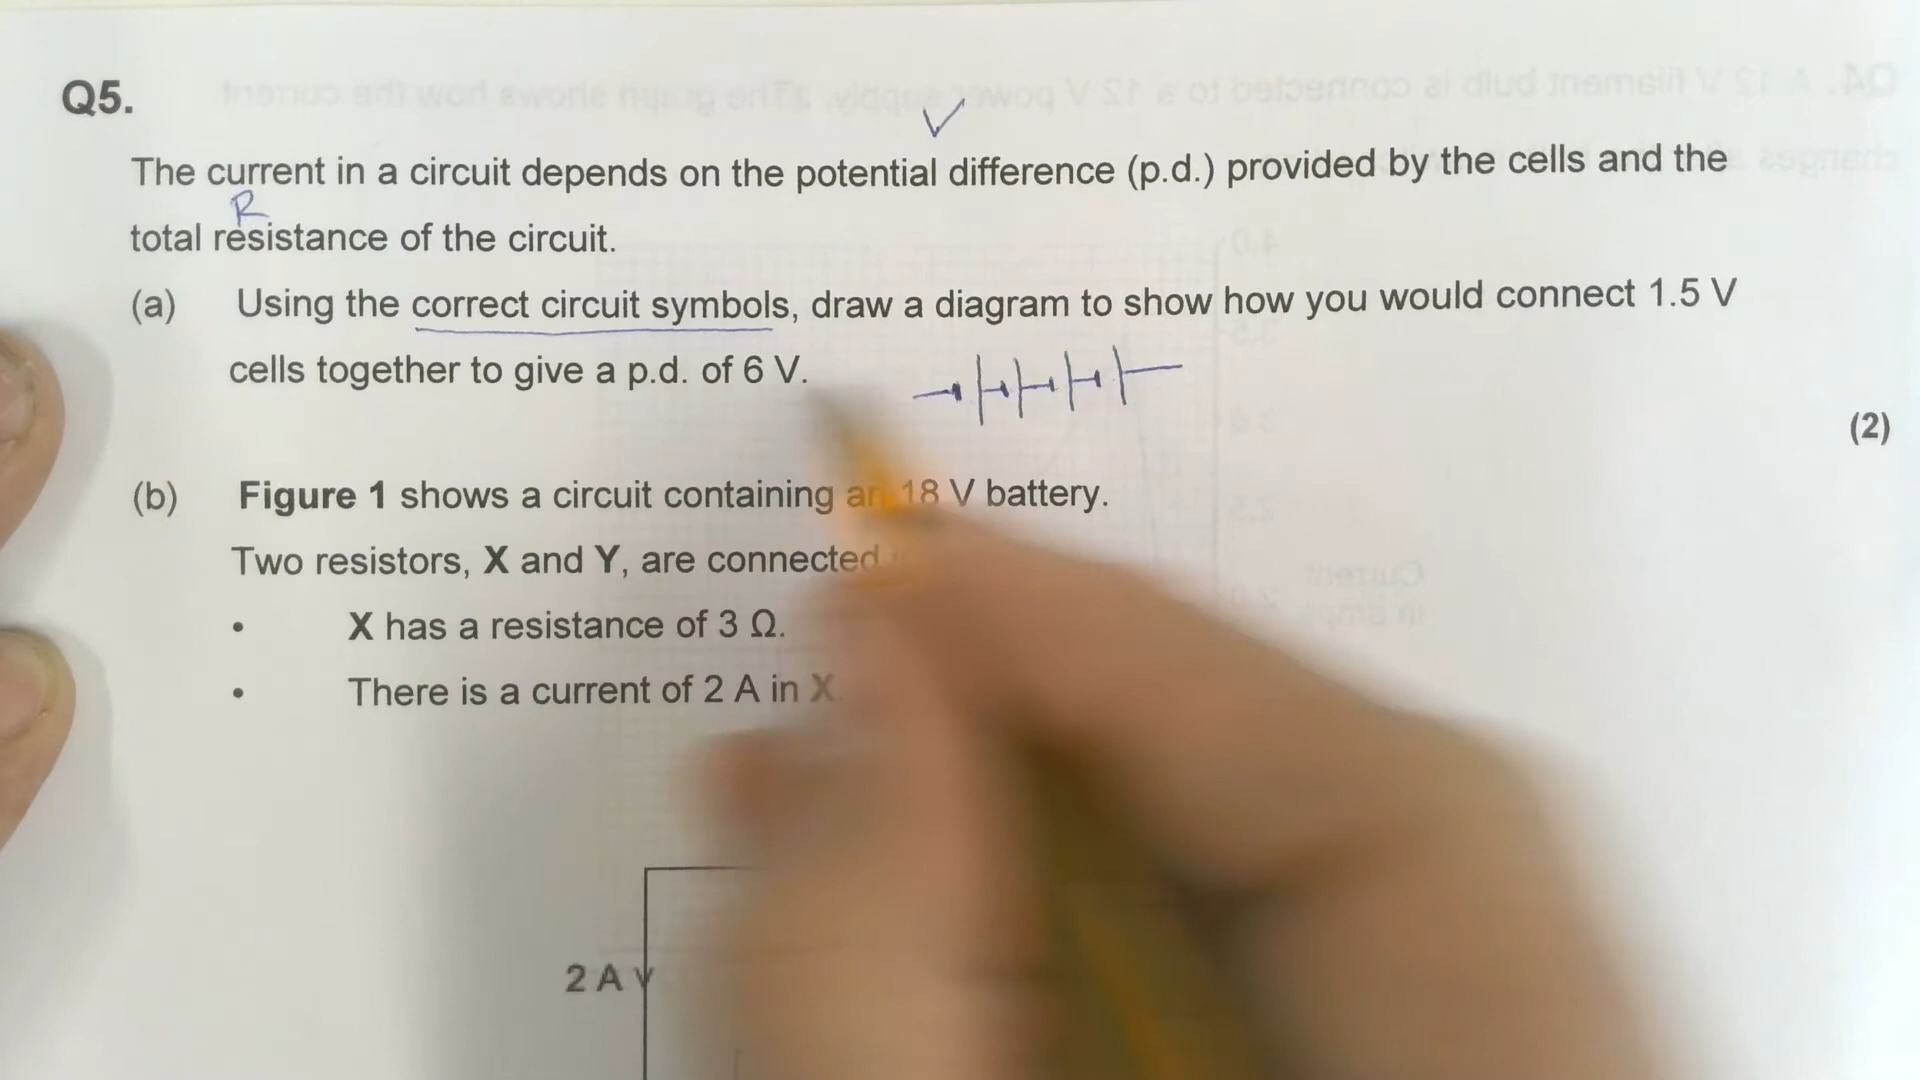 Q5.
V
The current in a circuit depends on the potential difference (p.d.) provided by the cells and the
R
total resistance of the circuit.
(a) Using the correct circuit symbols, draw a diagram to show how you would connect 1.5 V
cells together to give a p.d. of 6 V.
(2)
(b) Figure 1 shows a circuit containing an 18 V battery.
Two resistors, X and Y, are connected
• X has a resistance of 3 Ω.
• There is a current of 2 A in X
2 A